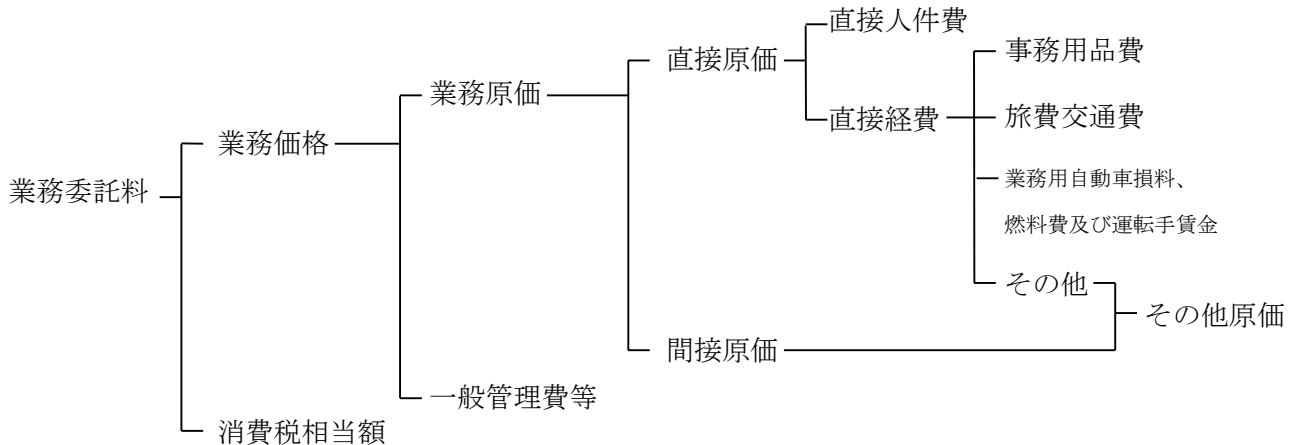 業務委託料
業務価格
消費税相当額
業務原価
一般管理費等
直接原価
間接原価
直接人件費
直接経費
事務用品費
旅費交通費
業務用自動車損料、
燃料費及び運転手賃金
その他
その他原価